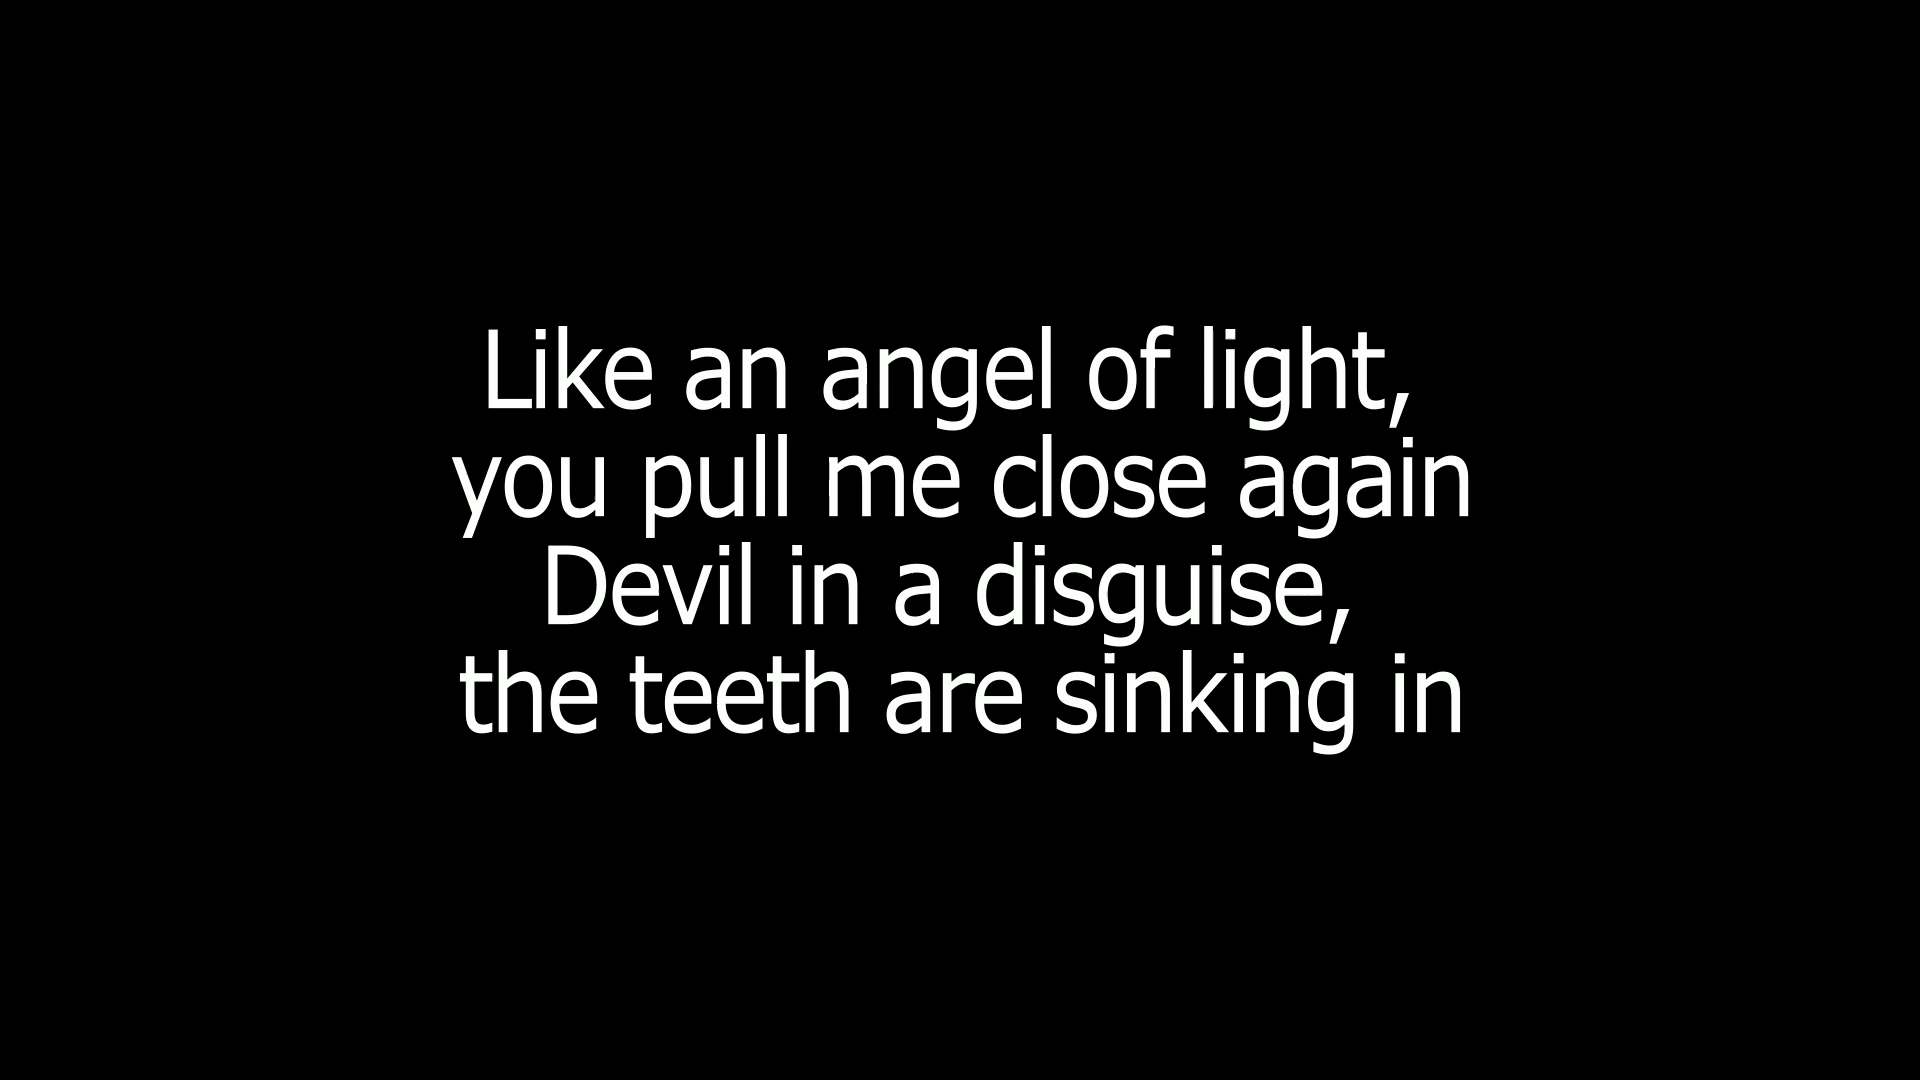 Like an angel of light,
you pull me close again
Devil in a disguise,
the teeth are sinking in